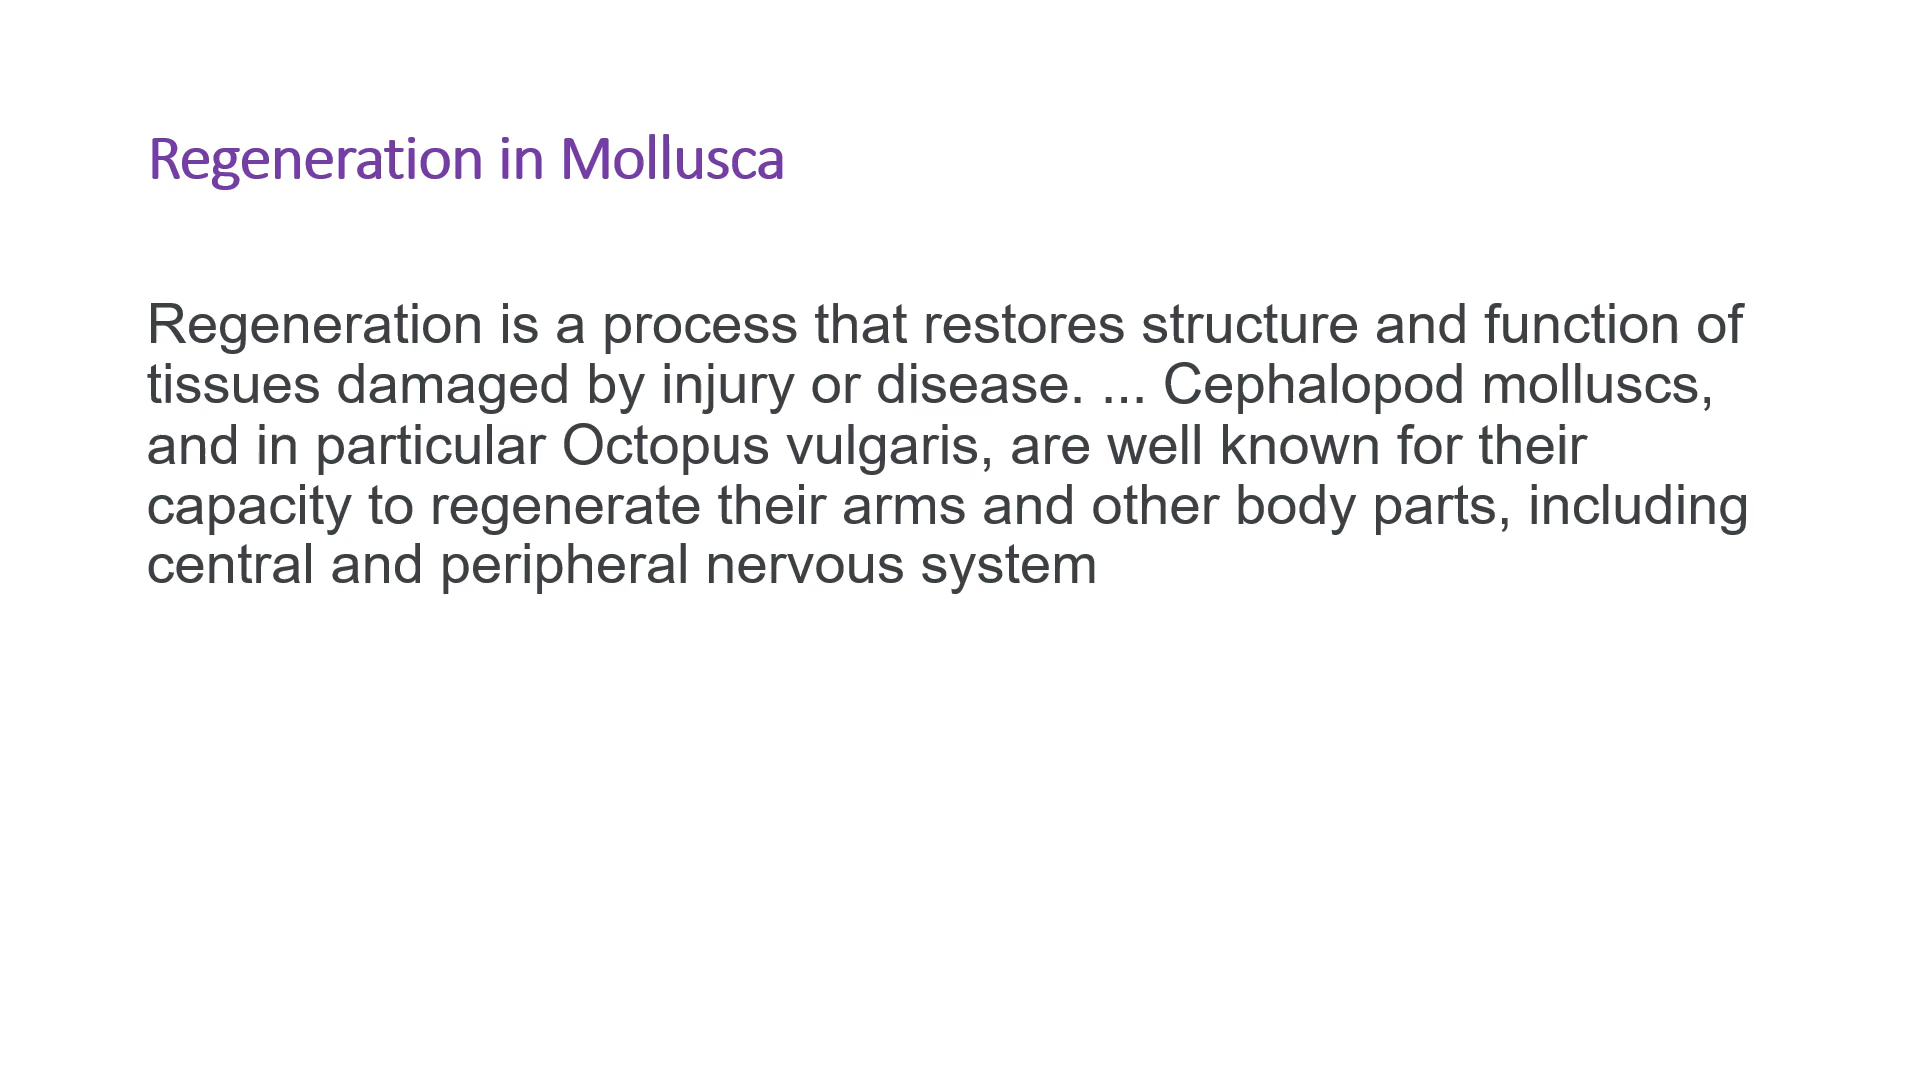 Regeneration in Mollusca
Regeneration is a process that restores structure and function of
tissues damaged by injury or disease. ... Cephalopod molluscs,
and in particular Octopus vulgaris, are well known for their
capacity to regenerate their arms and other body parts, including
central and peripheral nervous system